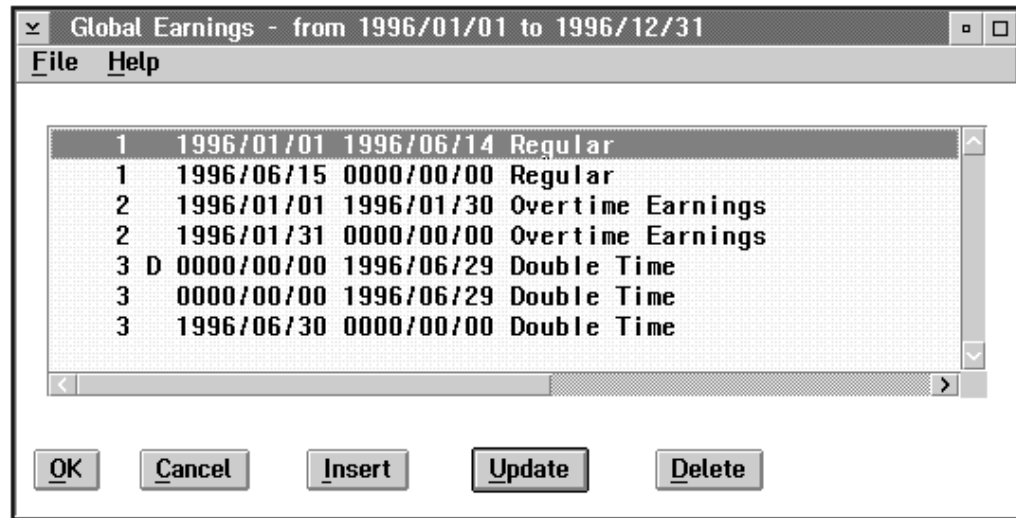 Global Earnings - from 1996/01/01 to 1996/12/31
File Help
1 1996/01/01 1996/06/14 Regular
1 1996/06/15 0000/00/00 Regular
2 1996/01/01 1996/01/30 Overtime Earnings
2 1996/01/31 0000/00/00 Overtime Earnings
3 D 0000/00/00 1996/06/29 Double Time
3 0000/00/00 1996/06/29 Double Time
3 1996/06/30 0000/00/00 Double Time
OK Cancel Insert Update Delete